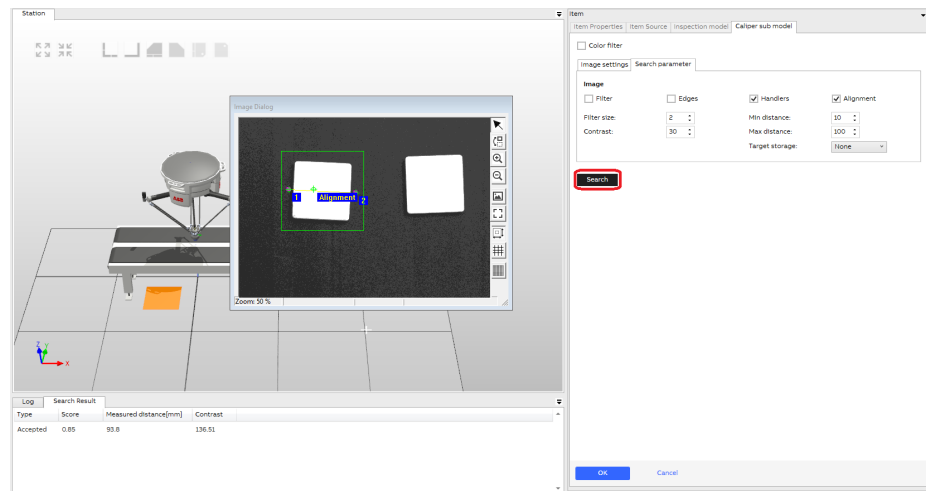 Station
Item
Item Properties Item Source Inspection model Caliper sub model
Color filter
Image settings Search parameter
Image
Filter Edges Handlers Alignment
Filter size: 2 Min distance: 10
Contrast: 30 Max distance: 100
Target storage: None
Search
Image Dialog
1 Alignment 2
Zoom: 50 %
ABB
Z Y
X
Log Search Result
Type Score Measured distance[mm] Contrast
Accepted 0.85 93.8 136.51
OK Cancel